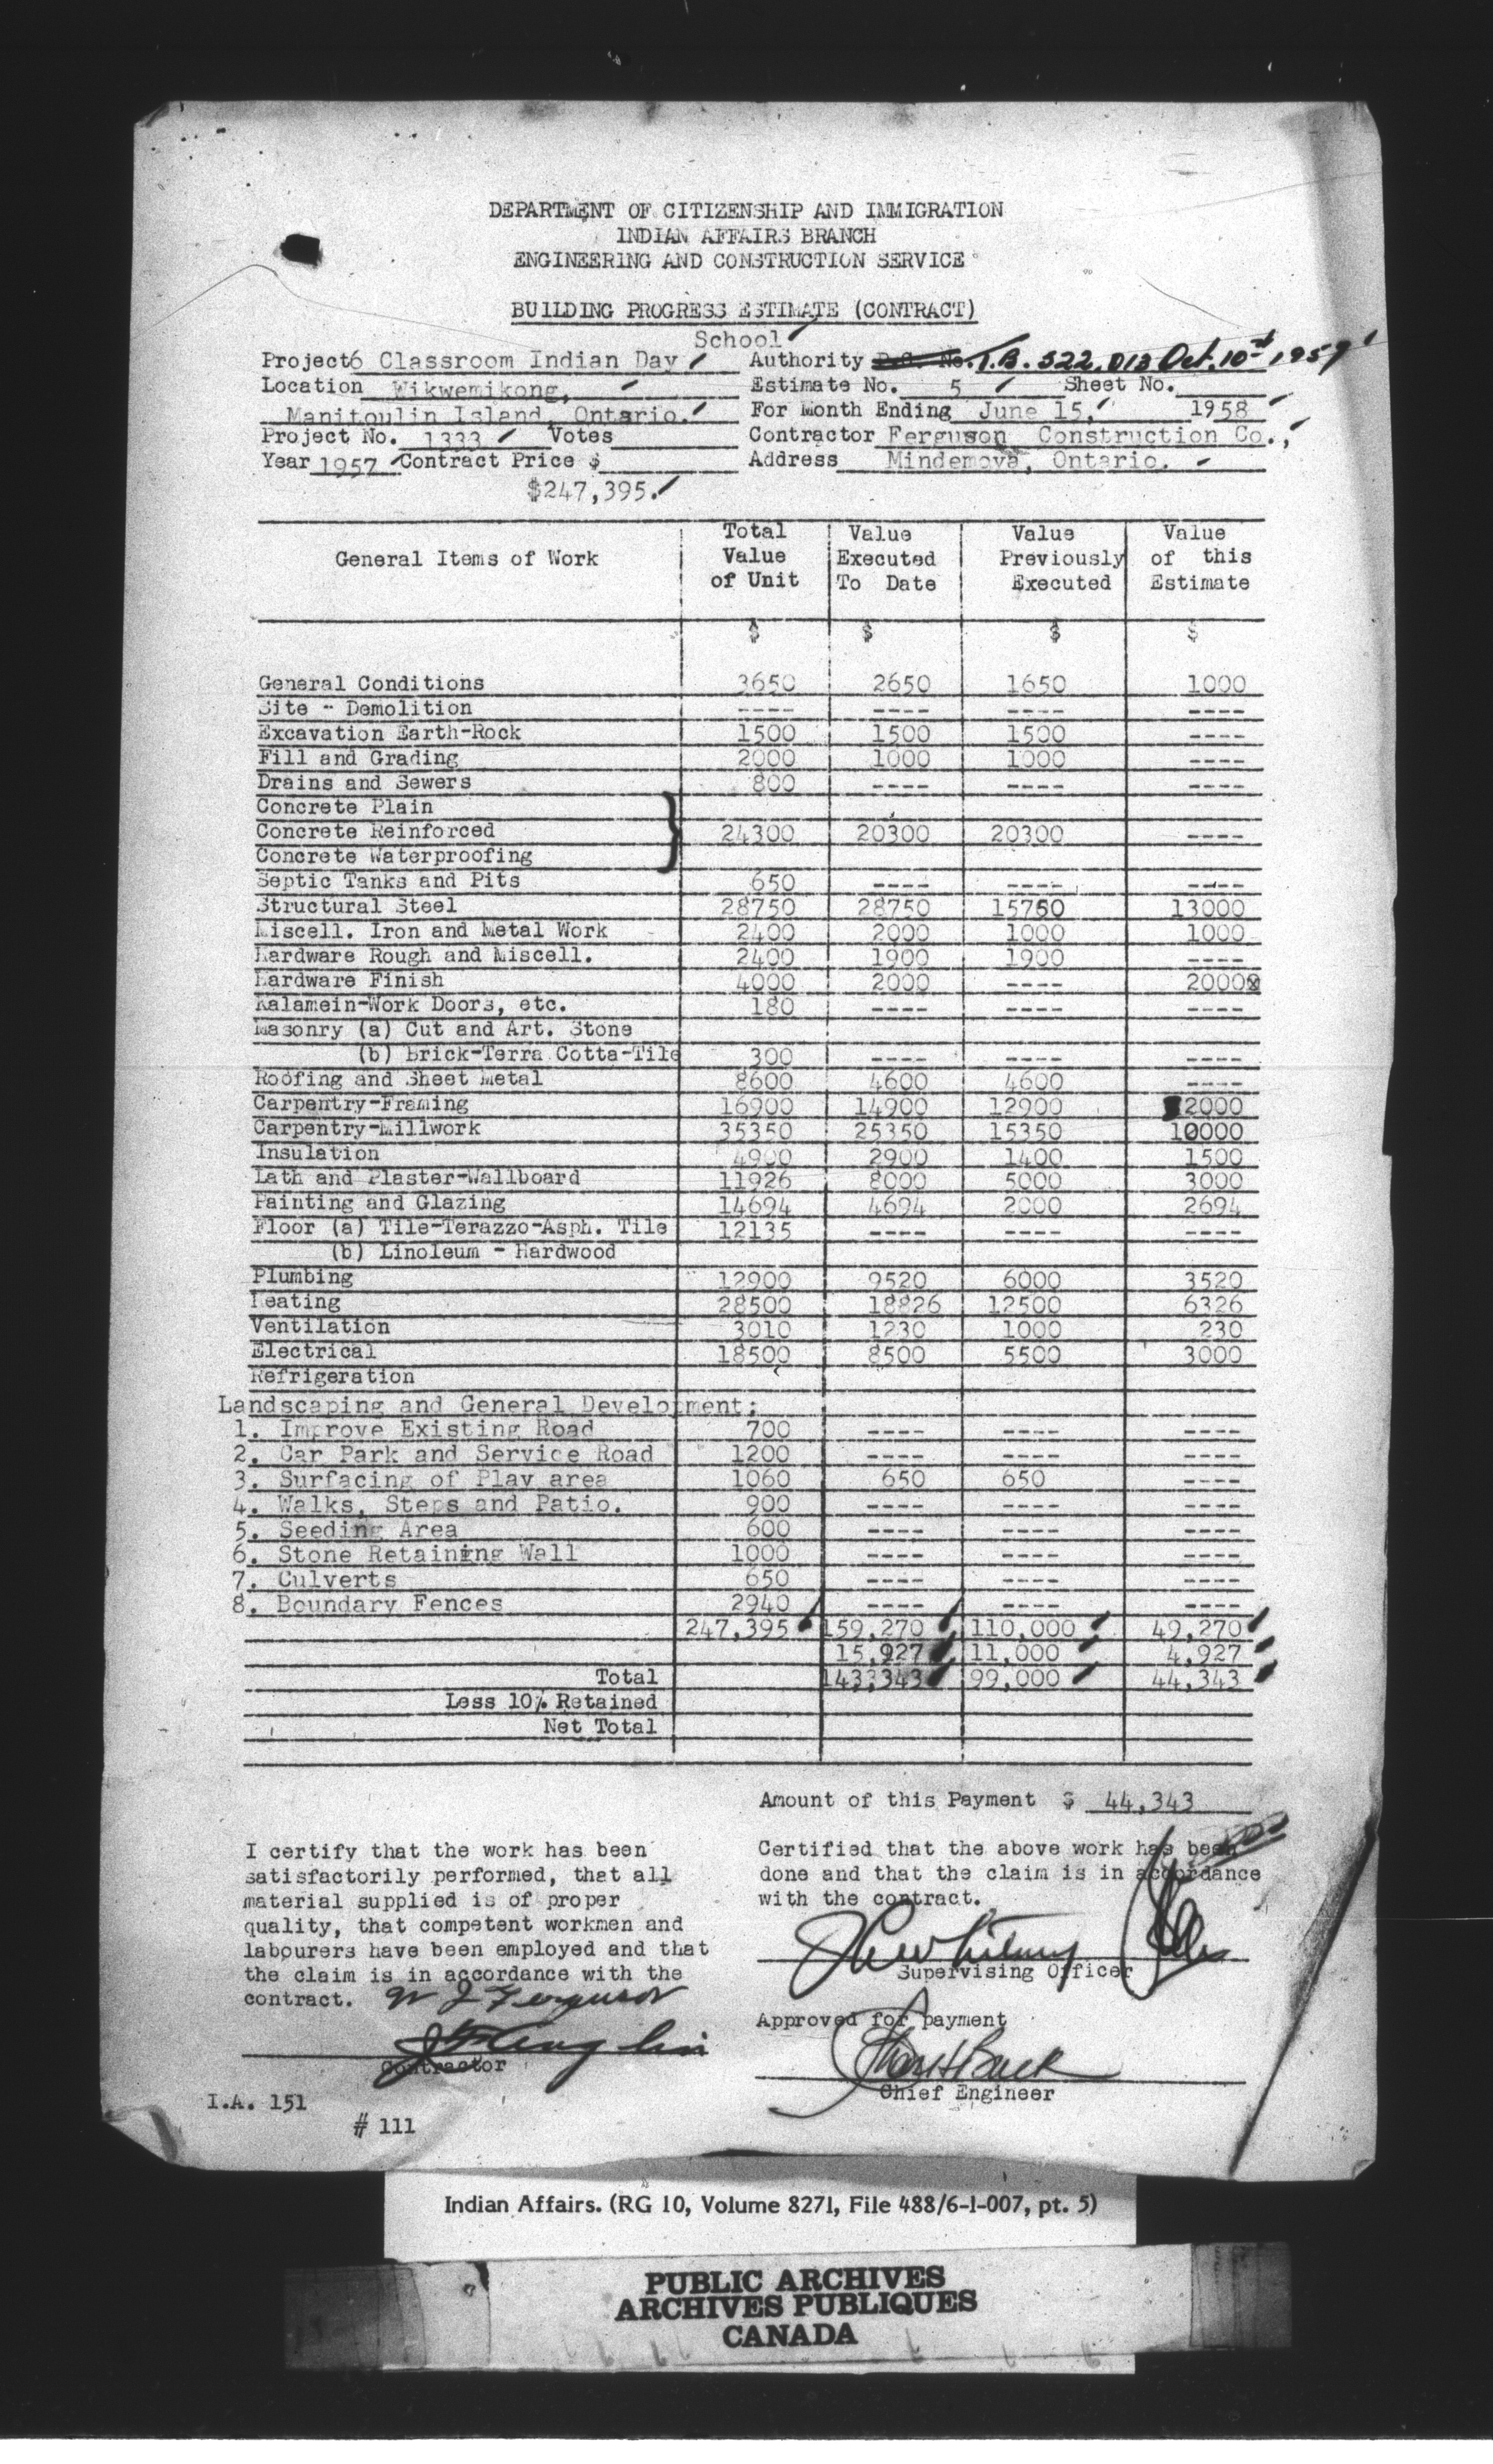 DEPARTMENT OF CITIZENSHIP AND IMMIGRATION
INDIAN AFFAIRS BRANCH
ENGINEERING AND CONSTRUCTION SERVICE
BUILDING PROGRESS ESTIMATE (CONTRACT)
School
Project 6 Classroom Indian Day Authority T.B. 522,013 Oct. 10th, 1957
Location Wikwemikong, Estimate No. 5 Sheet No.
Manitoulin Island, Ontario. For Month Ending June 15, 1958
Project No. 1333 Votes Contractor Ferguson Construction Co.,
Year 1957 Contract Price $ Address Mindemoya, Ontario.
$247,395.
General Items of Work Total Value of Unit Value Executed To Date Value Previously Executed Value of this Estimate
$ $ $ $
General Conditions 3650 2650 1650 1000
Site - Demolition ---- ---- ---- ----
Excavation Earth-Rock 1500 1500 1500 ----
Fill and Grading 2000 1000 1000 ----
Drains and Sewers 800 ---- ---- ----
Concrete Plain
Concrete Reinforced 24300 20300 20300 ----
Concrete Waterproofing
Septic Tanks and Pits 650 ---- ---- ----
Structural Steel 28750 28750 15750 13000
Miscell. Iron and Metal Work 2400 2000 1000 1000
Hardware Rough and Miscell. 2400 1900 1900 ----
Hardware Finish 4000 2000 ---- 2000
Kalamein-Work Doors, etc. 180 ---- ---- ----
Masonry (a) Cut and Art. Stone
(b) Brick-Terra Cotta-Tile 300 ---- ---- ----
Roofing and Sheet Metal 8600 4600 4600 ----
Carpentry-Framing 16900 14900 12900 2000
Carpentry-Millwork 35350 25350 15350 10000
Insulation 4900 2900 1400 1500
Lath and Plaster-Wallboard 11926 8000 5000 3000
Painting and Glazing 14694 4694 2000 2694
Floor (a) Tile-Terazzo-Asph. Tile 12135 ---- ---- ----
(b) Linoleum - Hardwood
Plumbing 12900 9520 6000 3520
Heating 28500 18826 12500 6326
Ventilation 3010 1230 1000 230
Electrical 18500 8500 5500 3000
Refrigeration
Landscaping and General Development:
1. Improve Existing Road 700 ---- ---- ----
2. Car Park and Service Road 1200 ---- ---- ----
3. Surfacing of Play area 1060 650 650 ----
4. Walks, Steps and Patio. 900 ---- ---- ----
5. Seeding Area 600 ---- ---- ----
6. Stone Retaining Wall 1000 ---- ---- ----
7. Culverts 650 ---- ---- ----
8. Boundary Fences 2940 ---- ---- ----
247,395 159,270 110,000 49,270
15,927 11,000 4,927
Total 143,343 99,000 44,343
Less 10% Retained
Net Total
Amount of this Payment $ 44,343
I certify that the work has been
satisfactorily performed, that all
material supplied is of proper
quality, that competent workmen and
labourers have been employed and that
the claim is in accordance with the
contract. W J Ferguson
Contractor
Certified that the above work has been
done and that the claim is in accordance
with the contract.
Supervising Officer
Approved for payment
Chief Engineer
I.A. 151
# 111
Indian Affairs. (RG 10, Volume 8271, File 488/6-1-007, pt. 5)
PUBLIC ARCHIVES
ARCHIVES PUBLIQUES
CANADA